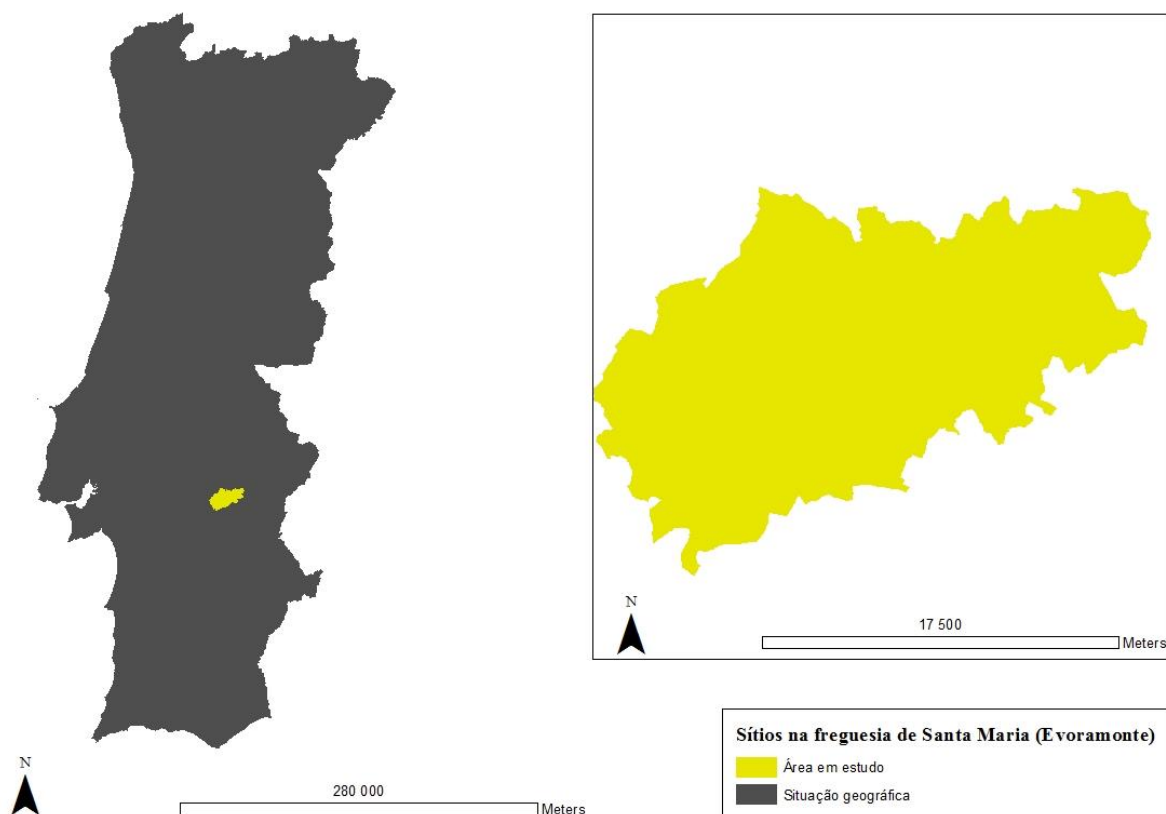 N
280 000
Meters
N
17 500
Meters
Sítios na freguesia de Santa Maria (Evoramonte)
Área em estudo
Situação geográfica